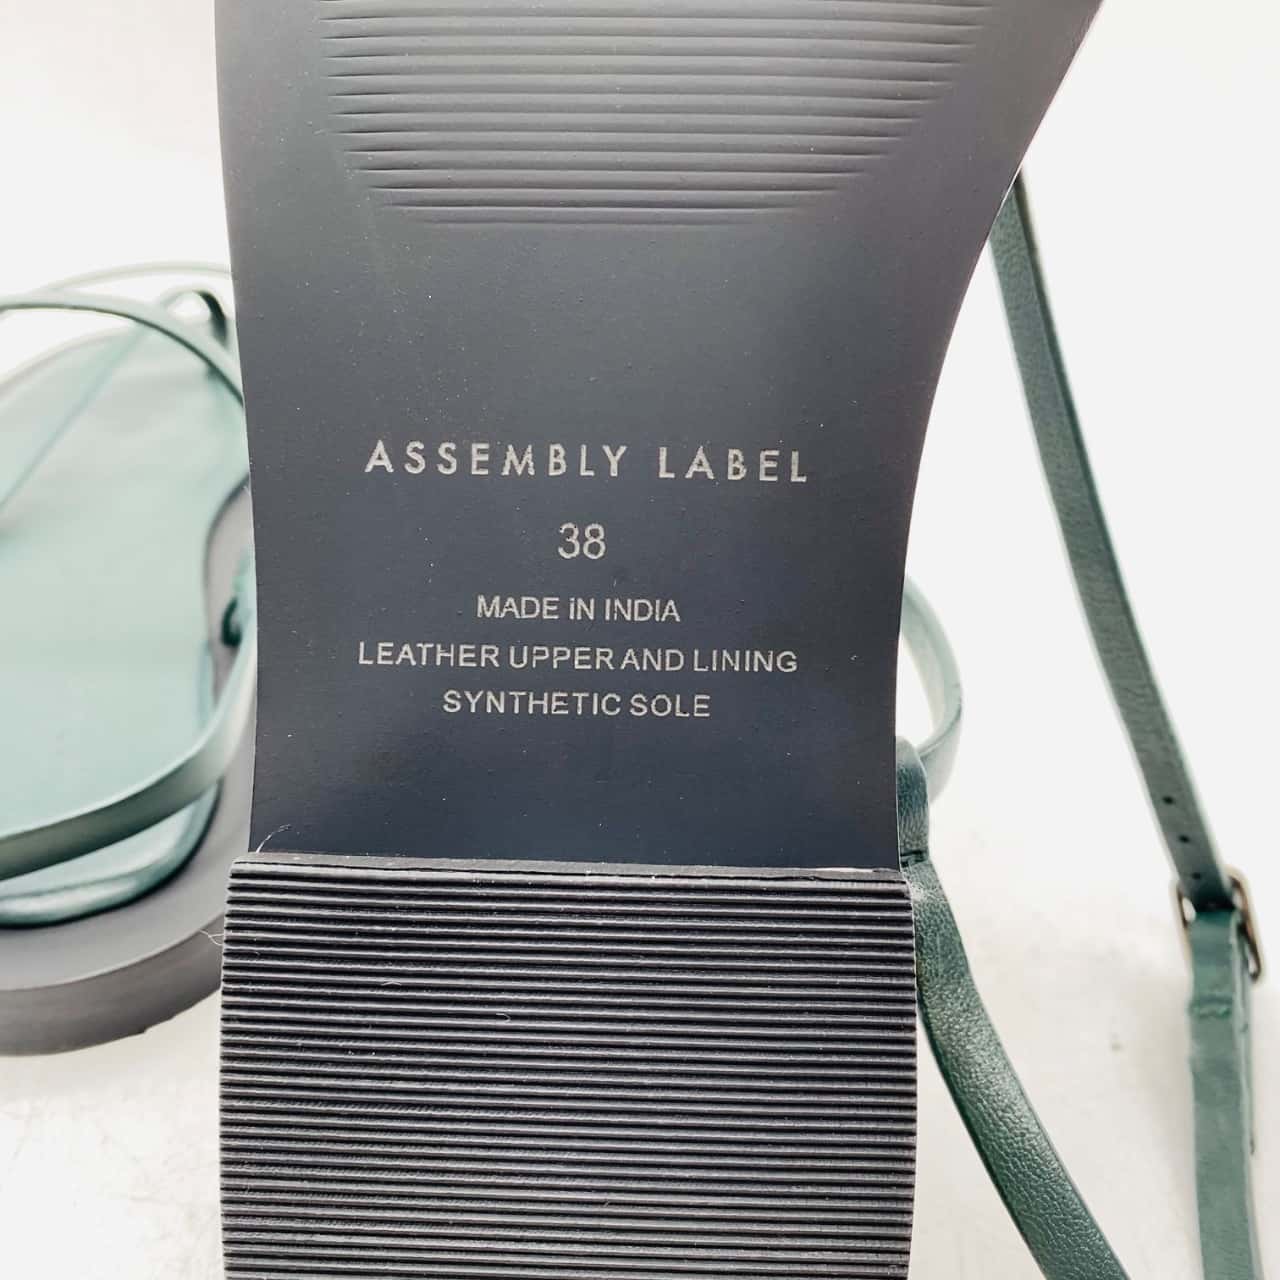 ASSEMBLY LABEL
38
MADE iN INDIA
LEATHER UPPER AND LINING
SYNTHETIC SOLE